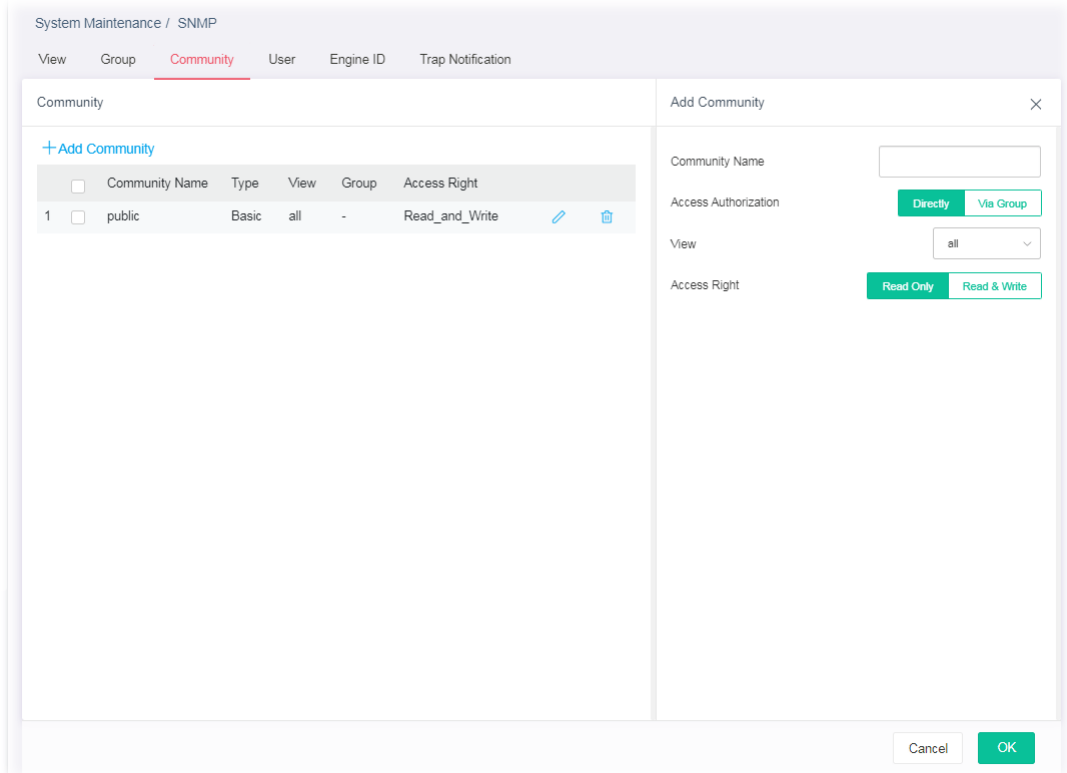 System Maintenance / SNMP
View Group Community User Engine ID Trap Notification
Community
+Add Community
Community Name Type View Group Access Right
1 public Basic all - Read_and_Write
Add Community
Community Name
Access Authorization Directly Via Group
View all
Access Right Read Only Read & Write
Cancel OK